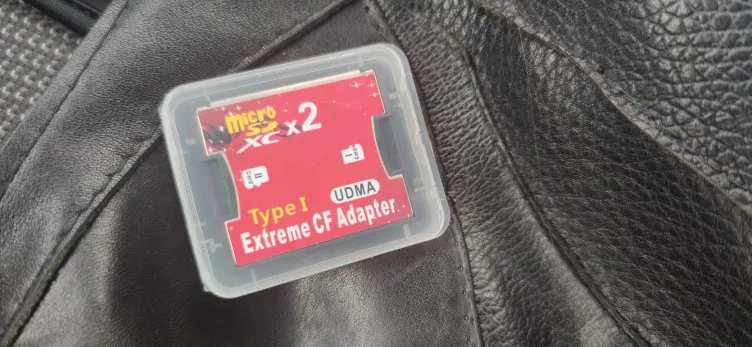 micro
SD
XC x2
CARD II
CARD I
UDMA
Type I
Extreme CF Adapter